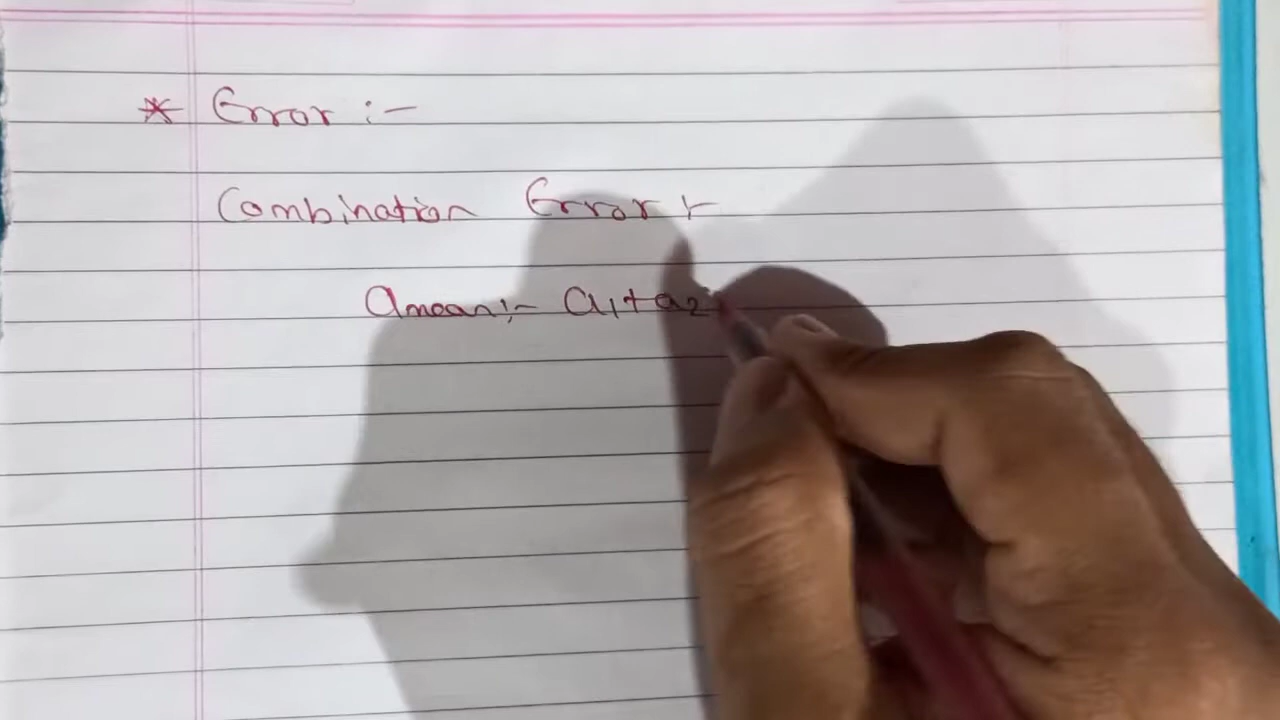 * Error :-
Combination Error :-
amean :- a1 + a2